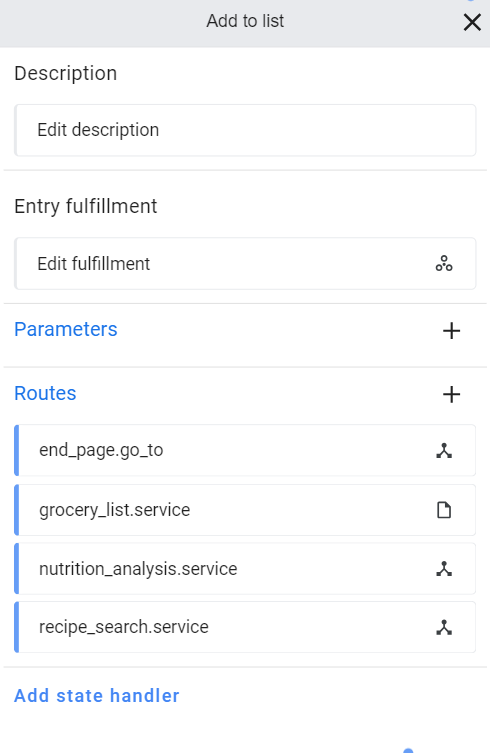 Add to list
Description
Edit description
Entry fulfillment
Edit fulfillment
Parameters
Routes
end_page.go_to
grocery_list.service
nutrition_analysis.service
recipe_search.service
Add state handler